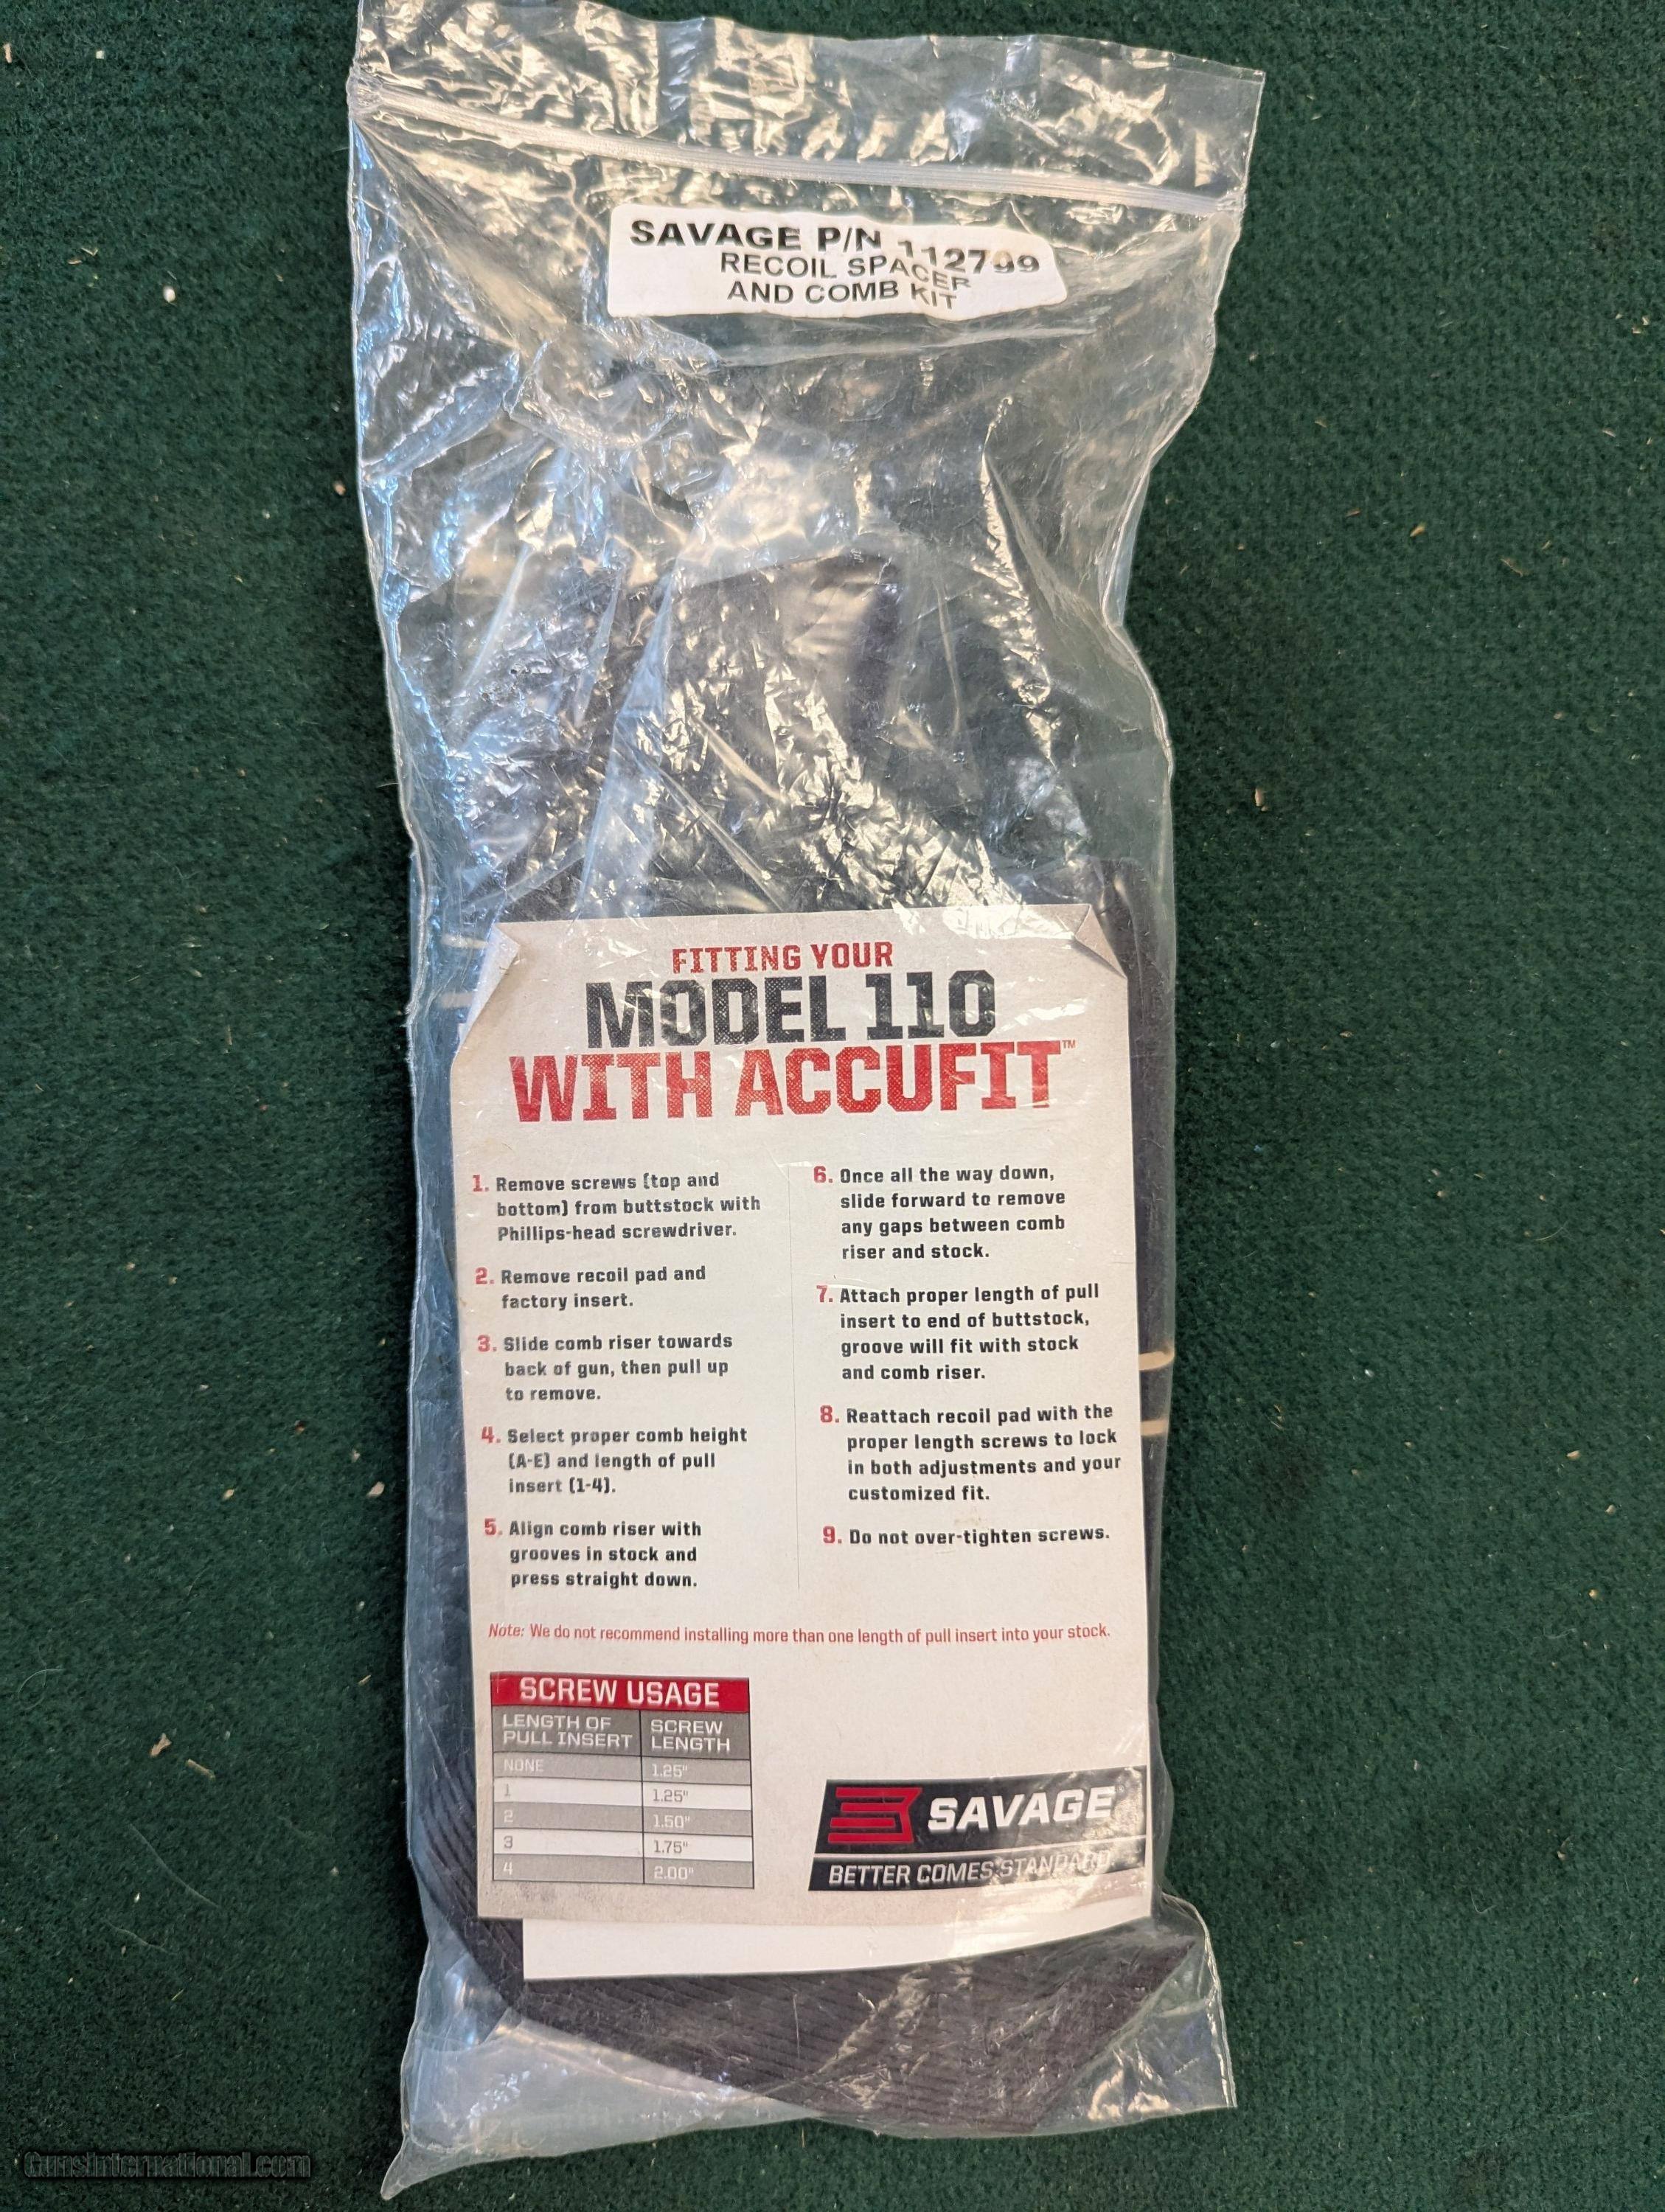 SAVAGE P/N 112799
RECOIL SPACER
AND COMB KIT
FITTING YOUR
MODEL 110
WITH ACCUFIT™
1. Remove screws (top and
bottom) from buttstock with
Phillips-head screwdriver.
2. Remove recoil pad and
factory insert.
3. Slide comb riser towards
back of gun, then pull up
to remove.
4. Select proper comb height
(A-E) and length of pull
insert (1-4).
5. Align comb riser with
grooves in stock and
press straight down.
6. Once all the way down,
slide forward to remove
any gaps between comb
riser and stock.
7. Attach proper length of pull
insert to end of buttstock,
groove will fit with stock
and comb riser.
8. Reattach recoil pad with the
proper length screws to lock
in both adjustments and your
customized fit.
9. Do not over-tighten screws.
Note: We do not recommend installing more than one length of pull insert into your stock.
SCREW USAGE
LENGTH OF
PULL INSERT
SCREW
LENGTH
NONE 1.25"
1 1.25"
2 1.50"
3 1.75"
4 2.00"
SAVAGE
BETTER COMES STANDARD
GunsInternational.com